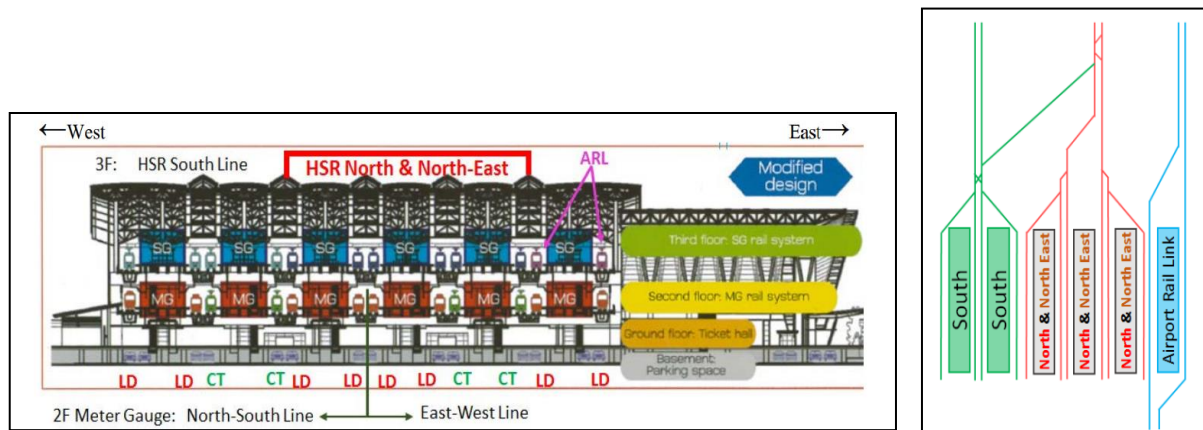 ←West
East→
3F: HSR South Line
HSR North & North-East
ARL
Modified
design
SG SG SG SG SG SG
Third floor: SG rail system
MG MG MG MG MG MG
Second floor: MG rail system
Ground floor: Ticket hall
Basement:
Parking space
LD LD CT CT LD LD LD LD CT CT LD LD
2F Meter Gauge: North-South Line
East-West Line
South
South
North & North East
North & North East
North & North East
Airport Rail Link